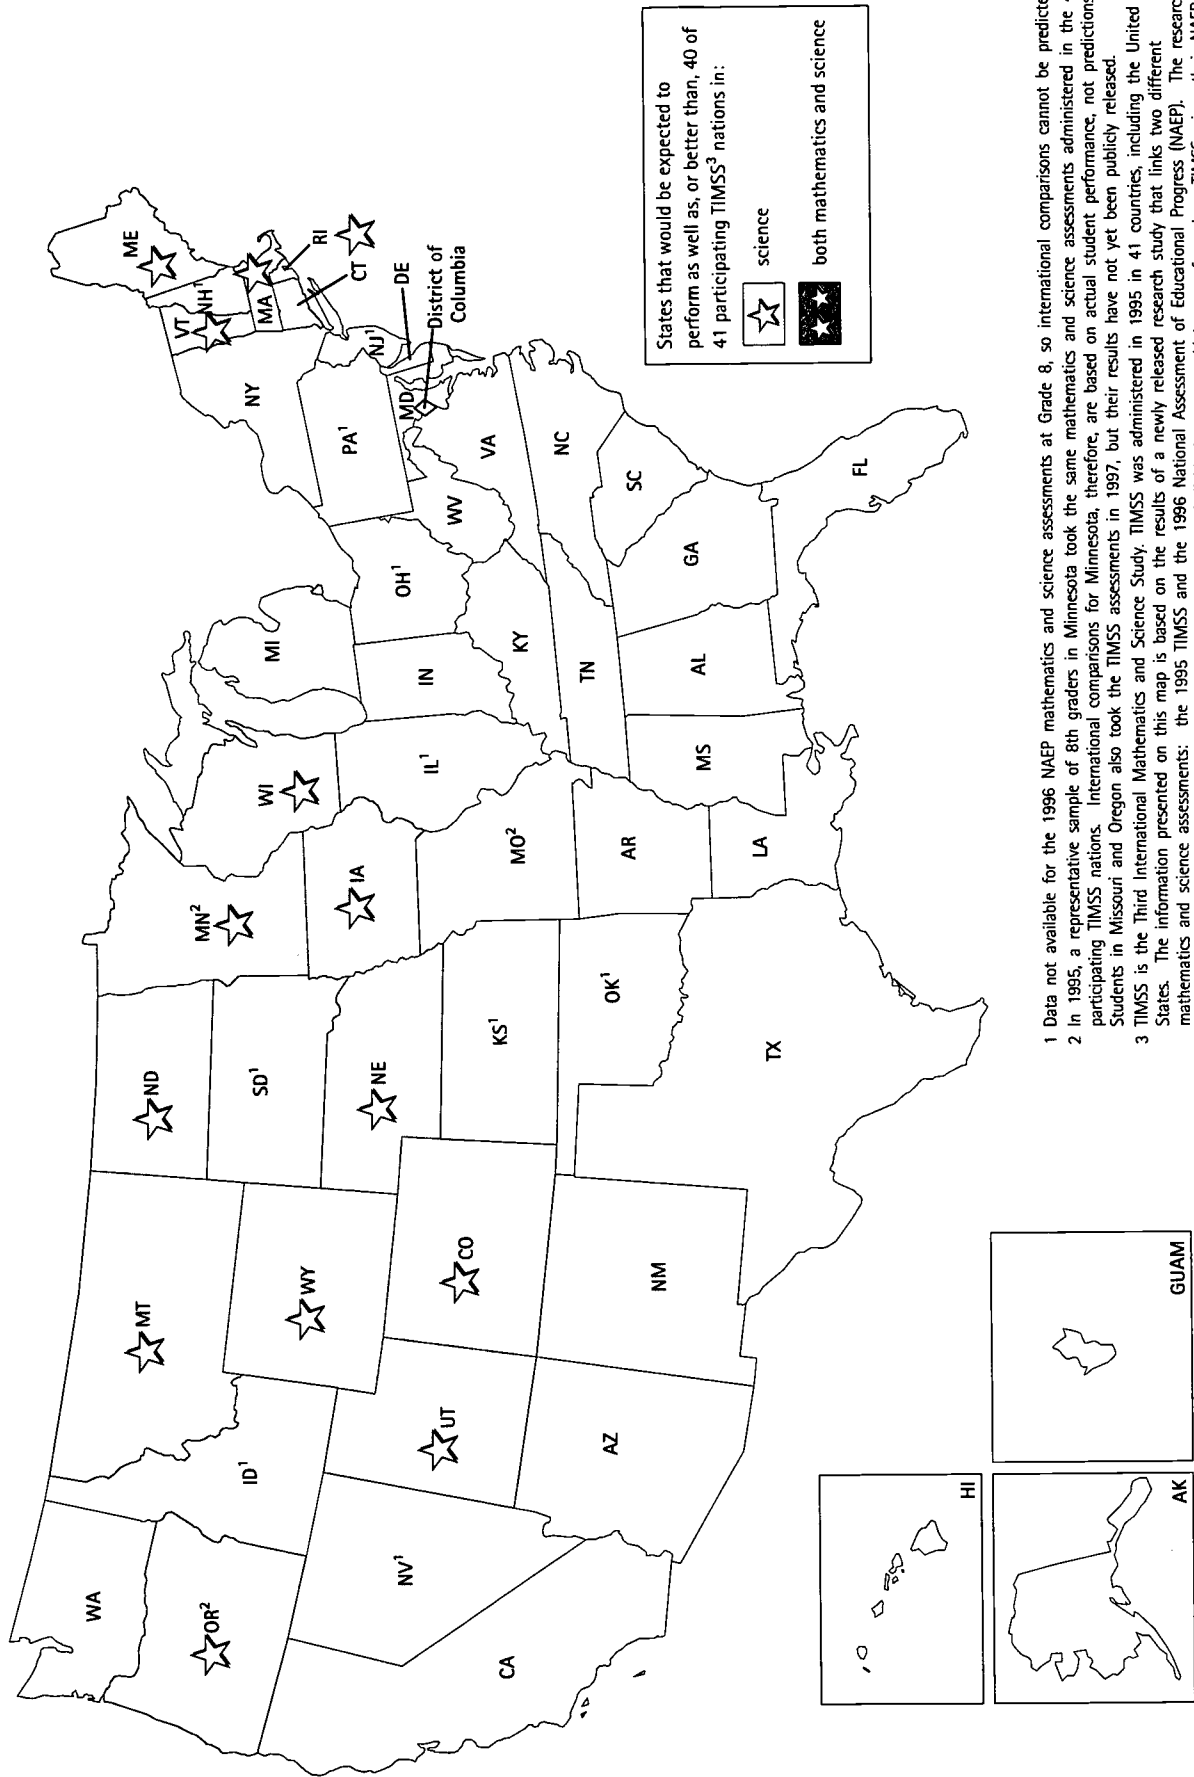 WA
OR²
CA
NV¹
ID¹
MT
WY
UT
CO
AZ
NM
ND
SD¹
NE
KS¹
OK¹
TX
MN²
IA
MO²
AR
LA
WI
IL¹
MS
MI
IN
KY
TN
AL
OH¹
WV
VA
NC
SC
GA
FL
PA¹
NY
VT
NH¹
ME
MA
RI
CT
NJ¹
DE
MD
District of
Columbia
HI
AK
GUAM
States that would be expected to
perform as well as, or better than, 40 of
41 participating TIMSS³ nations in:
science
both mathematics and science
1 Data not available for the 1996 NAEP mathematics and science assessments at Grade 8, so international comparisons cannot be
2 In 1995, a representative sample of 8th graders in Minnesota took the same mathematics and science assessments administered in the
participating TIMSS nations. International comparisons for Minnesota, therefore, are based on actual student performance, not predictions
Students in Missouri and Oregon also took the TIMSS assessments in 1997, but their results have not yet been publicly released.
3 TIMSS is the Third International Mathematics and Science Study. TIMSS was administered in 1995 in 41 countries, including the United
States. The information presented on this map is based on the results of a newly released research study that links two different
mathematics and science assessments: the 1995 TIMSS and the 1996 National Assessment of Educational Progress (NAEP). The